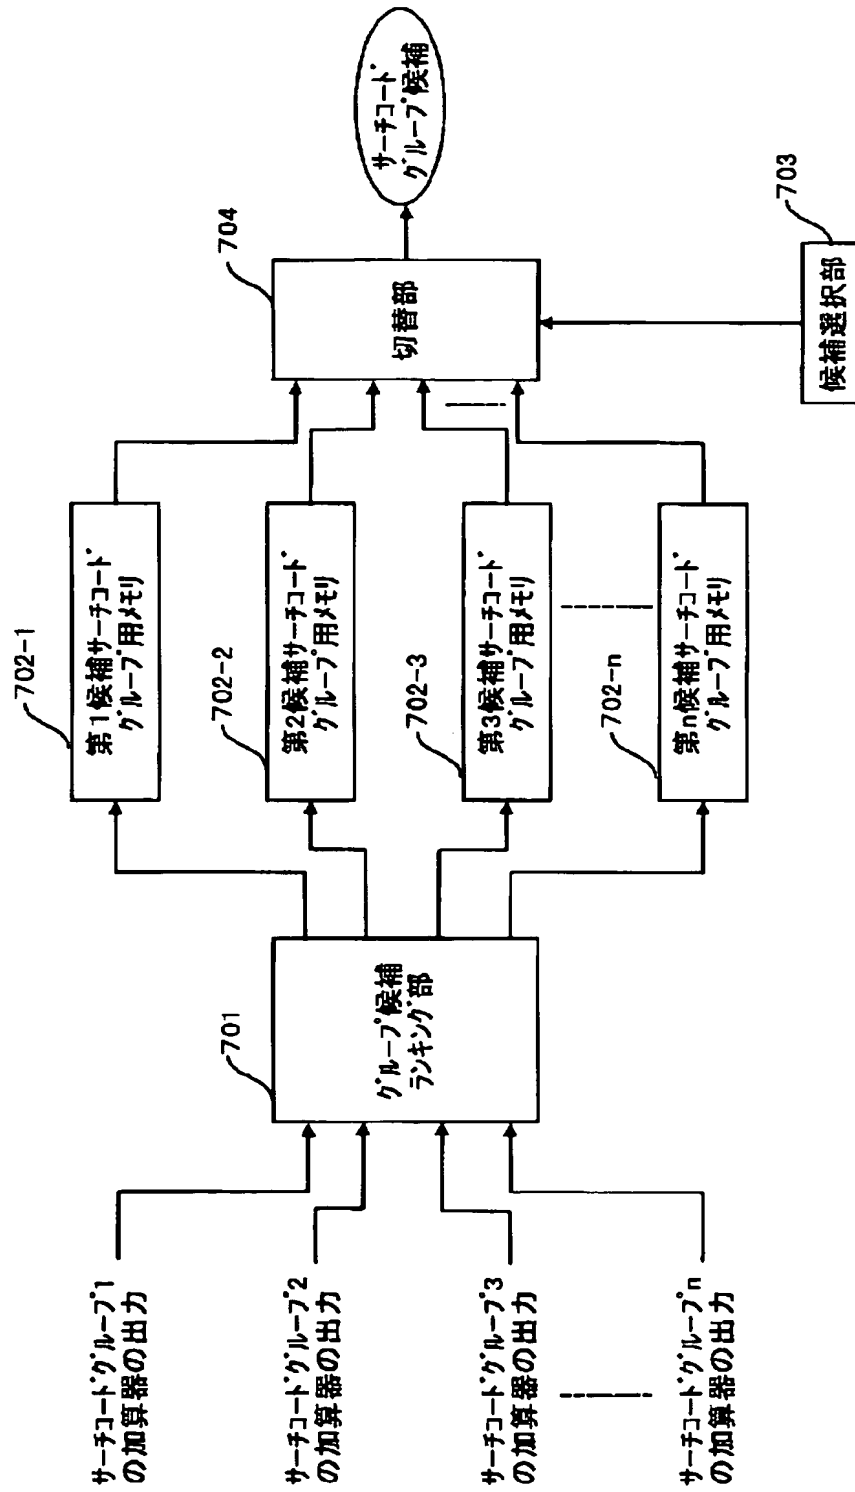 サーチコードグループ1
の加算器の出力
サーチコードグループ2
の加算器の出力
サーチコードグループ3
の加算器の出力
サーチコードグループn
の加算器の出力
701
グループ候補
ランキング部
702-1
第1候補サーチコード
グループ用メモリ
702-2
第2候補サーチコード
グループ用メモリ
702-3
第3候補サーチコード
グループ用メモリ
702-n
第n候補サーチコード
グループ用メモリ
704
切替部
703
候補選択部
サーチコード
グループ候補